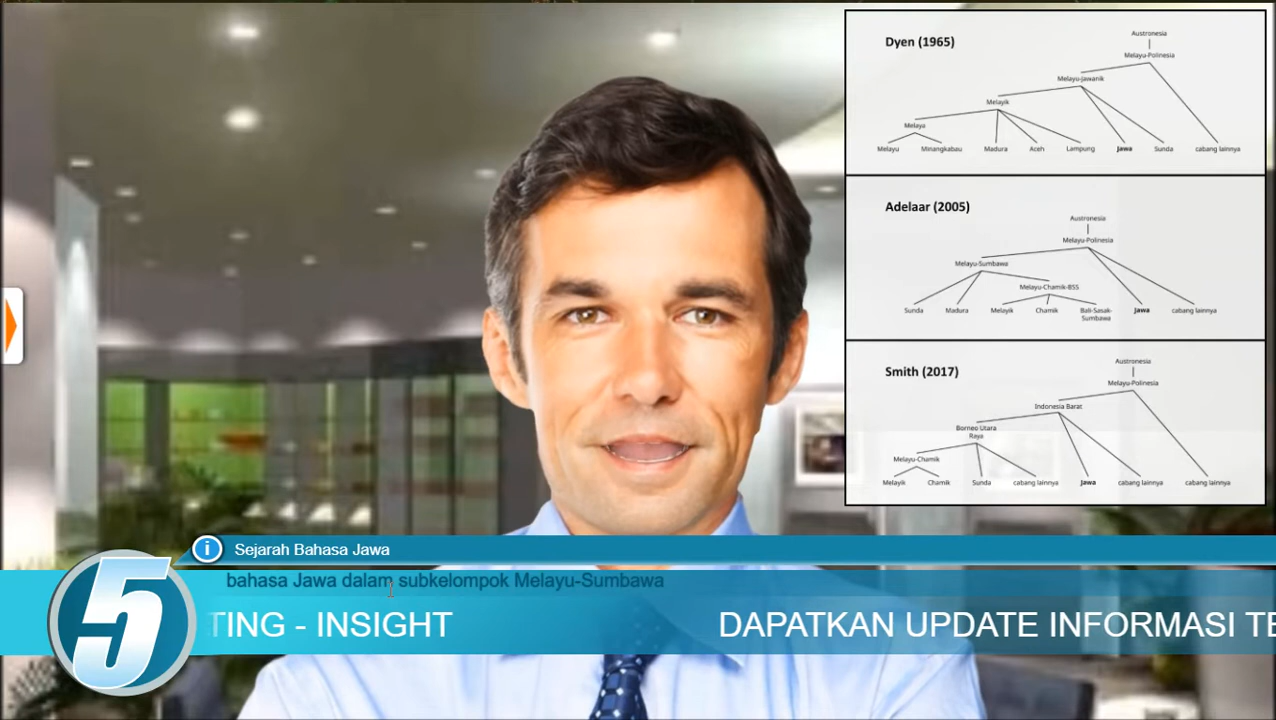 Dyen (1965)
Austronesia
Melayu-Polinesia
Melayu-Jawanik
Melayik
Melayu
Melayu Minangkabau Madura Aceh Lampung Jawa Sunda cabang lainnya
Adelaar (2005)
Austronesia
Melayu-Polinesia
Melayu-Sumbawa
Melayu-Chamik-BSS
Sunda Madura Melayik Chamik Bali-Sasak-Sumbawa Jawa cabang lainnya
Smith (2017)
Austronesia
Melayu-Polinesia
Indonesia Barat
Borneo Utara
Raya
Melayu-Chamik
Melayik Chamik Sunda cabang lainnya Jawa cabang lainnya cabang lainnya
i Sejarah Bahasa Jawa
bahasa Jawa dalam subkelompok Melayu-Sumbawa
5
TING - INSIGHT DAPATKAN UPDATE INFORMASI TE